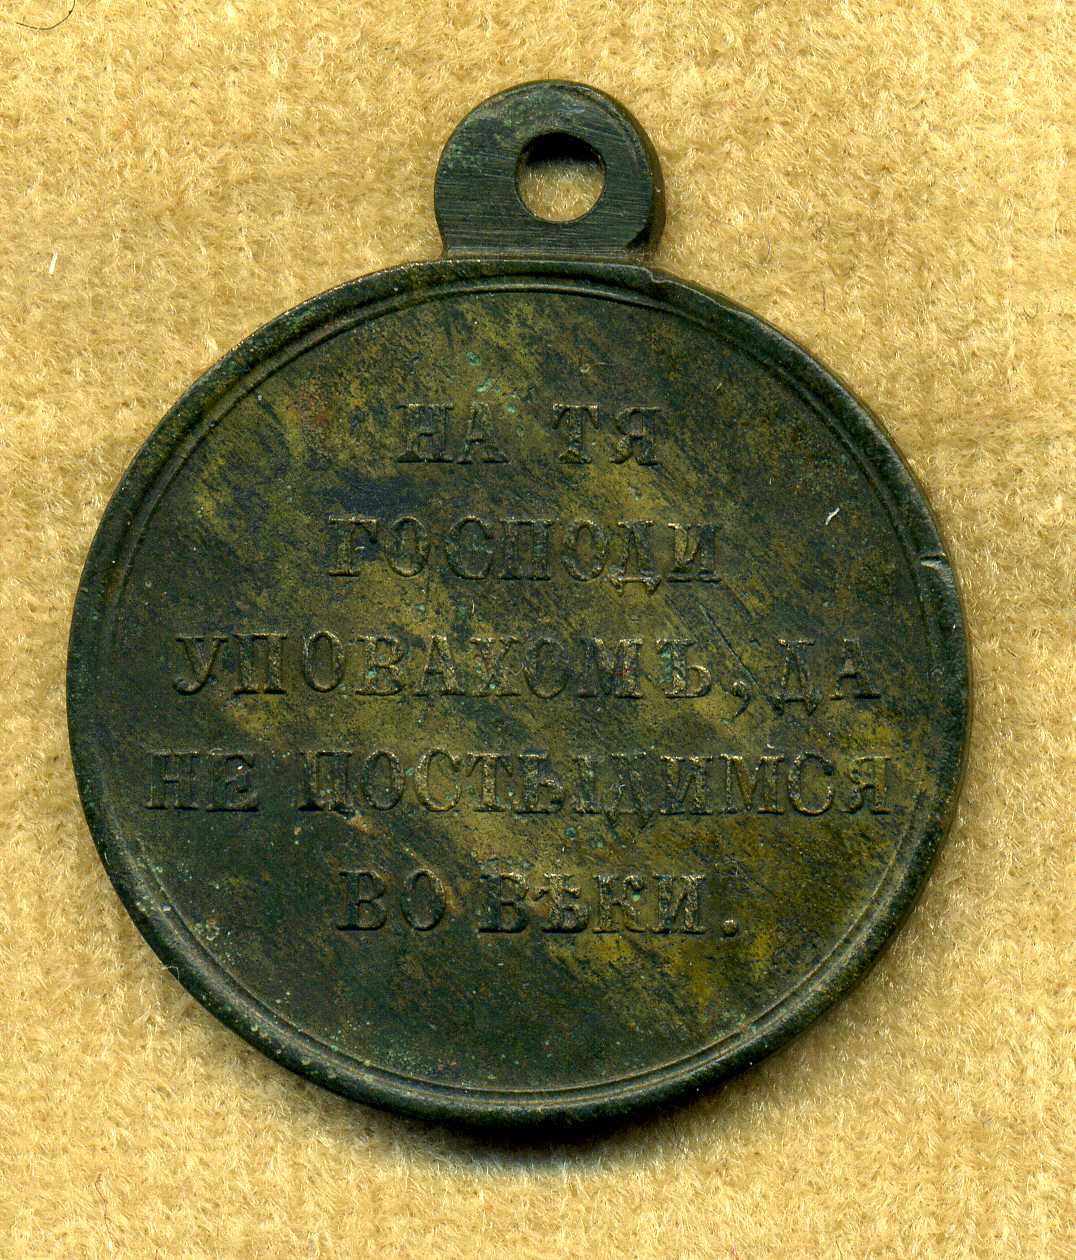 НА ТЯ
ГОСПОДИ
УПОВАХОМЪ, ДА
НЕ ПОСТЫДИМСЯ
ВО ВѢКИ.